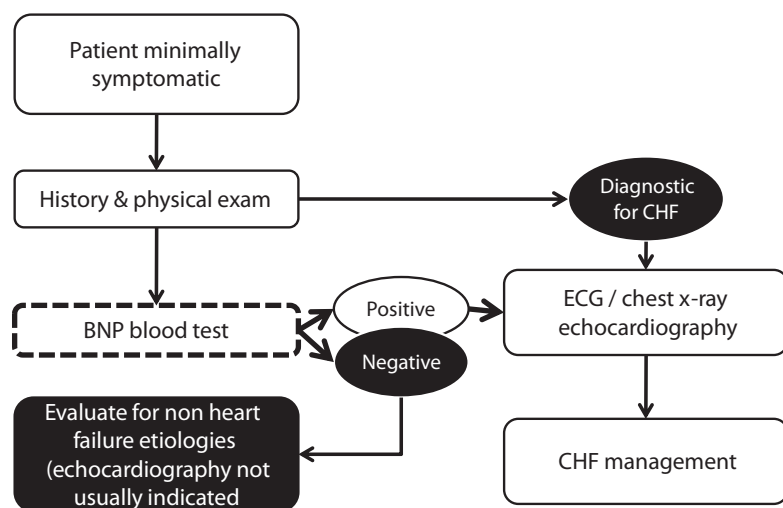 Patient minimally
symptomatic
History & physical exam
Diagnostic
for CHF
BNP blood test
Positive
Negative
ECG / chest x-ray
echocardiography
Evaluate for non heart
failure etiologies
(echocardiography not
usually indicated
CHF management